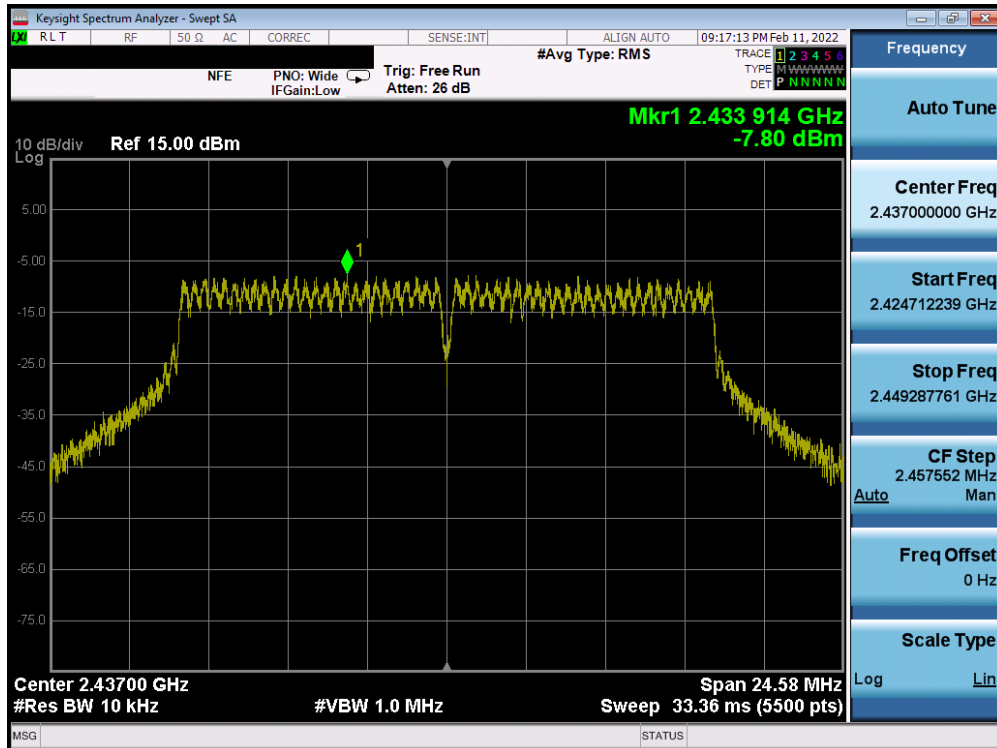 Keysight Spectrum Analyzer - Swept SA
LXI RLT RF 50 Ω AC CORREC SENSE:INT ALIGN AUTO 09:17:13 PM Feb 11, 2022
#Avg Type: RMS TRACE 1 2 3 4 5 6
NFE PNO: Wide Trig: Free Run TYPE M W W W W W
IFGain:Low Atten: 26 dB DET P N N N N N
Mkr1 2.433 914 GHz
-7.80 dBm
10 dB/div Ref 15.00 dBm
Log
5.00
1
-5.00
-15.0
-25.0
-35.0
-45.0
-55.0
-65.0
-75.0
Center 2.43700 GHz Span 24.58 MHz
#Res BW 10 kHz #VBW 1.0 MHz Sweep 33.36 ms (5500 pts)
MSG STATUS
Frequency
Auto Tune
Center Freq
2.437000000 GHz
Start Freq
2.424712239 GHz
Stop Freq
2.449287761 GHz
CF Step
2.457552 MHz
Auto Man
Freq Offset
0 Hz
Scale Type
Log Lin